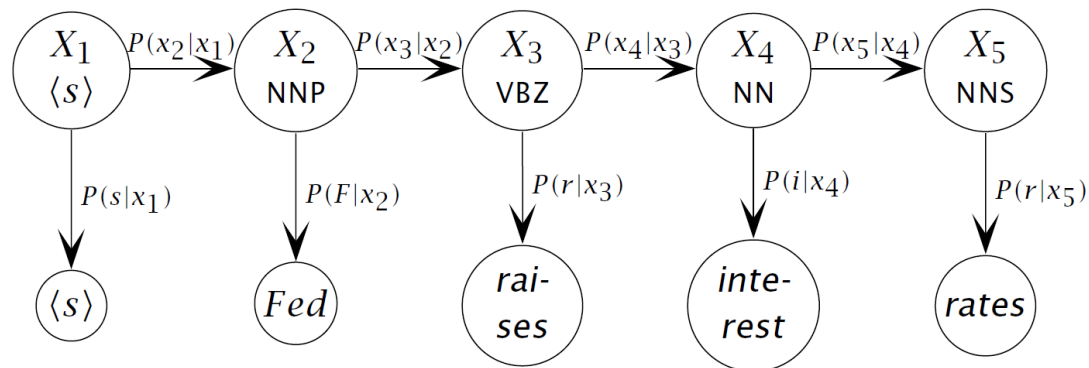 X1 P(x2|x1) X2 P(x3|x2) X3 P(x4|x3) X4 P(x5|x4) X5
⟨s⟩ NNP VBZ NN NNS
P(s|x1) P(F|x2) P(r|x3) P(i|x4) P(r|x5)
⟨s⟩ Fed rai- inte- rates
ses rest